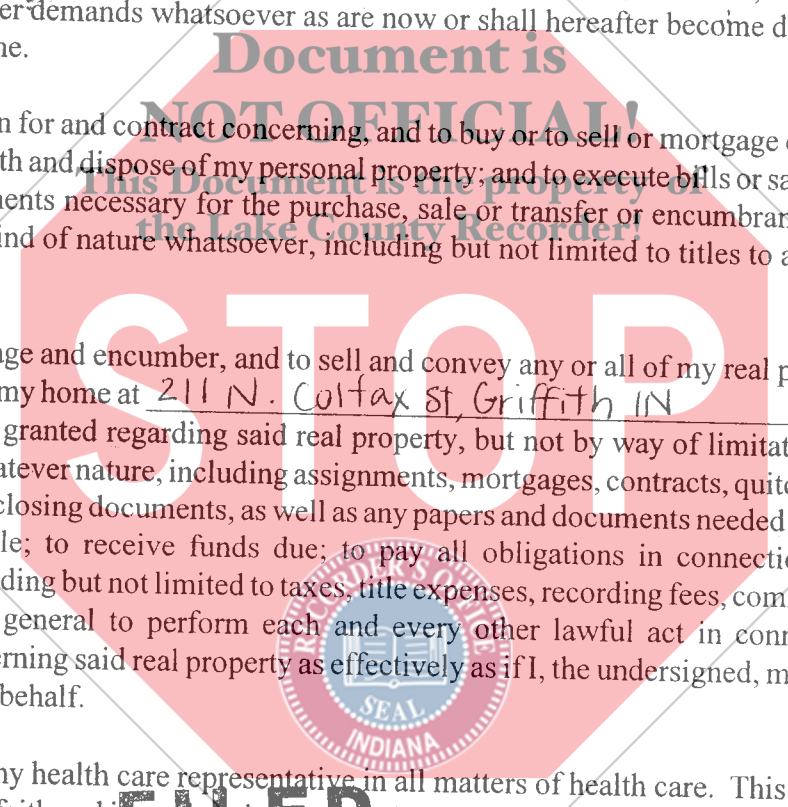 er demands whatsoever as are now or shall hereafter become d
ne.
Document is
NOT OFFICIAL!
n for and contract concerning, and to buy or to sell or mortgage
th and dispose of my personal property; and to execute bills or sa
This Document is the property of
ments necessary for the purchase, sale or transfer or encumbran
the Lake County Recorder!
ind of nature whatsoever, including but not limited to titles to a
STOP
age and encumber, and to sell and convey any or all of my real p
my home at 211 N. Colfax St, Griffith IN
granted regarding said real property, but not by way of limitat
atever nature, including assignments, mortgages, contracts, quitc
closing documents, as well as any papers and documents needed
le; to receive funds due; to pay all obligations in connectio
ding but not limited to taxes, title expenses, recording fees, com
general to perform each and every other lawful act in conn
erning said real property as effectively as if I, the undersigned, m
behalf.
RECORDER'S OFFICE
SEAL
INDIANA
ny health care representative in all matters of health care. This